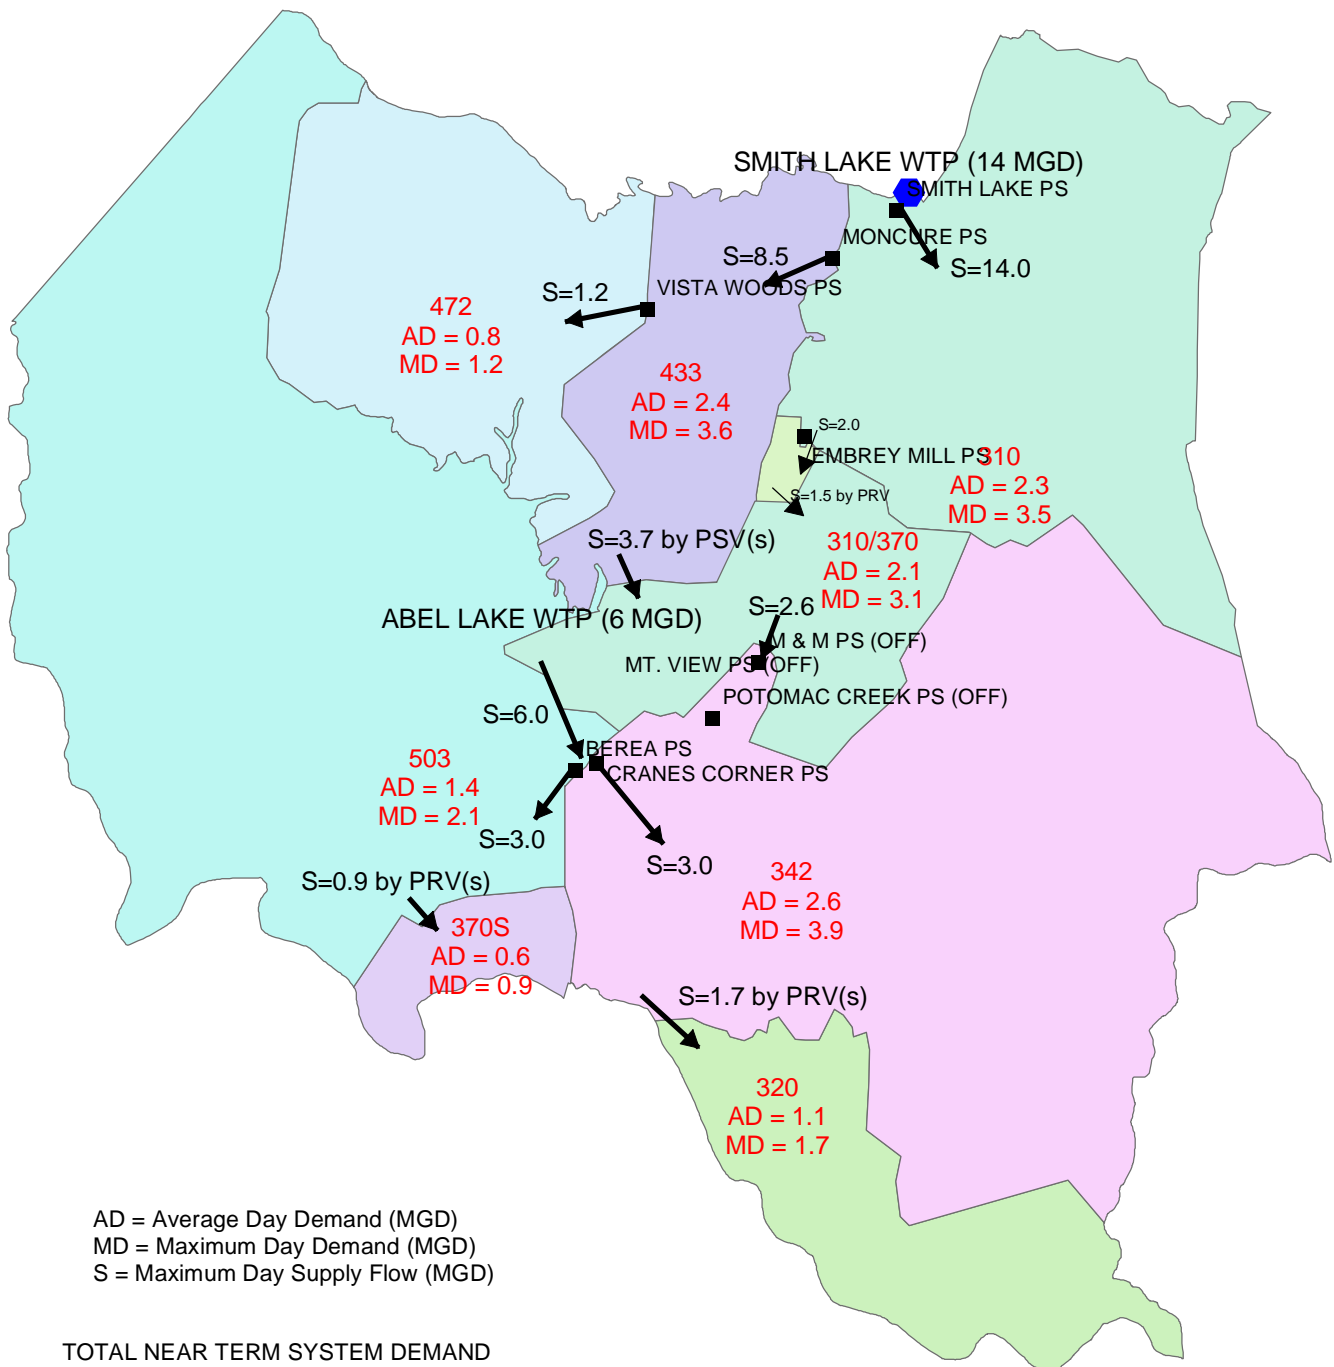 SMITH LAKE WTP (14 MGD)
SMITH LAKE PS
MONCURE PS
S=8.5
S=14.0
VISTA WOODS PS
S=1.2
472
AD = 0.8
MD = 1.2
433
AD = 2.4
MD = 3.6
S=2.0
EMBREY MILL PS
310
AD = 2.3
MD = 3.5
S=1.5 by PRV
S=3.7 by PSV(s)
310/370
AD = 2.1
MD = 3.1
ABEL LAKE WTP (6 MGD)
S=2.6
M & M PS (OFF)
MT. VIEW PS (OFF)
POTOMAC CREEK PS (OFF)
S=6.0
BEREA PS
CRANES CORNER PS
503
AD = 1.4
MD = 2.1
S=3.0
S=3.0
342
AD = 2.6
MD = 3.9
S=0.9 by PRV(s)
370S
AD = 0.6
MD = 0.9
S=1.7 by PRV(s)
320
AD = 1.1
MD = 1.7
AD = Average Day Demand (MGD)
MD = Maximum Day Demand (MGD)
S = Maximum Day Supply Flow (MGD)
TOTAL NEAR TERM SYSTEM DEMAND